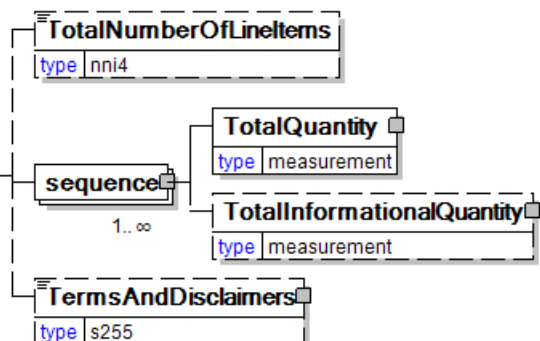 TotalNumberOfLineItems
type nni4
TotalQuantity
type measurement
sequence
1..∞
TotalInformationalQuantity
type measurement
TermsAndDisclaimers
type s255